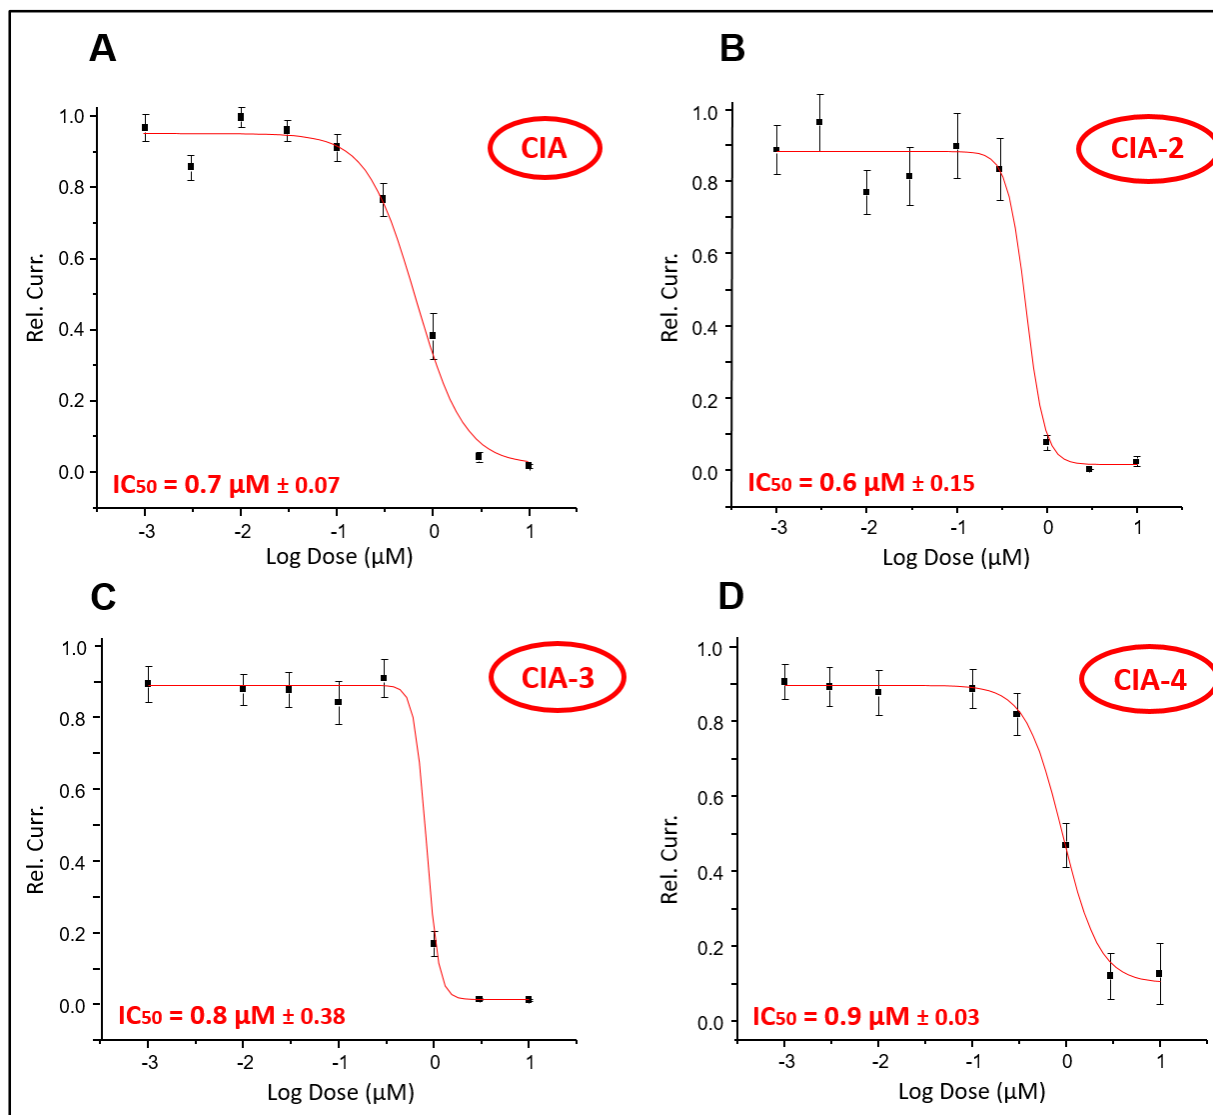 A
CIA
Rel. Curr.
1.0
0.8
0.6
0.4
0.2
0.0
IC50 = 0.7 µM ± 0.07
-3 -2 -1 0 1
Log Dose (µM)
B
CIA-2
Rel. Curr.
1.0
0.8
0.6
0.4
0.2
0.0
IC50 = 0.6 µM ± 0.15
-3 -2 -1 0 1
Log Dose (µM)
C
CIA-3
Rel. Curr.
1.0
0.8
0.6
0.4
0.2
0.0
IC50 = 0.8 µM ± 0.38
-3 -2 -1 0 1
Log Dose (µM)
D
CIA-4
Rel. Curr.
1.0
0.8
0.6
0.4
0.2
0.0
IC50 = 0.9 µM ± 0.03
-3 -2 -1 0 1
Log Dose (µM)